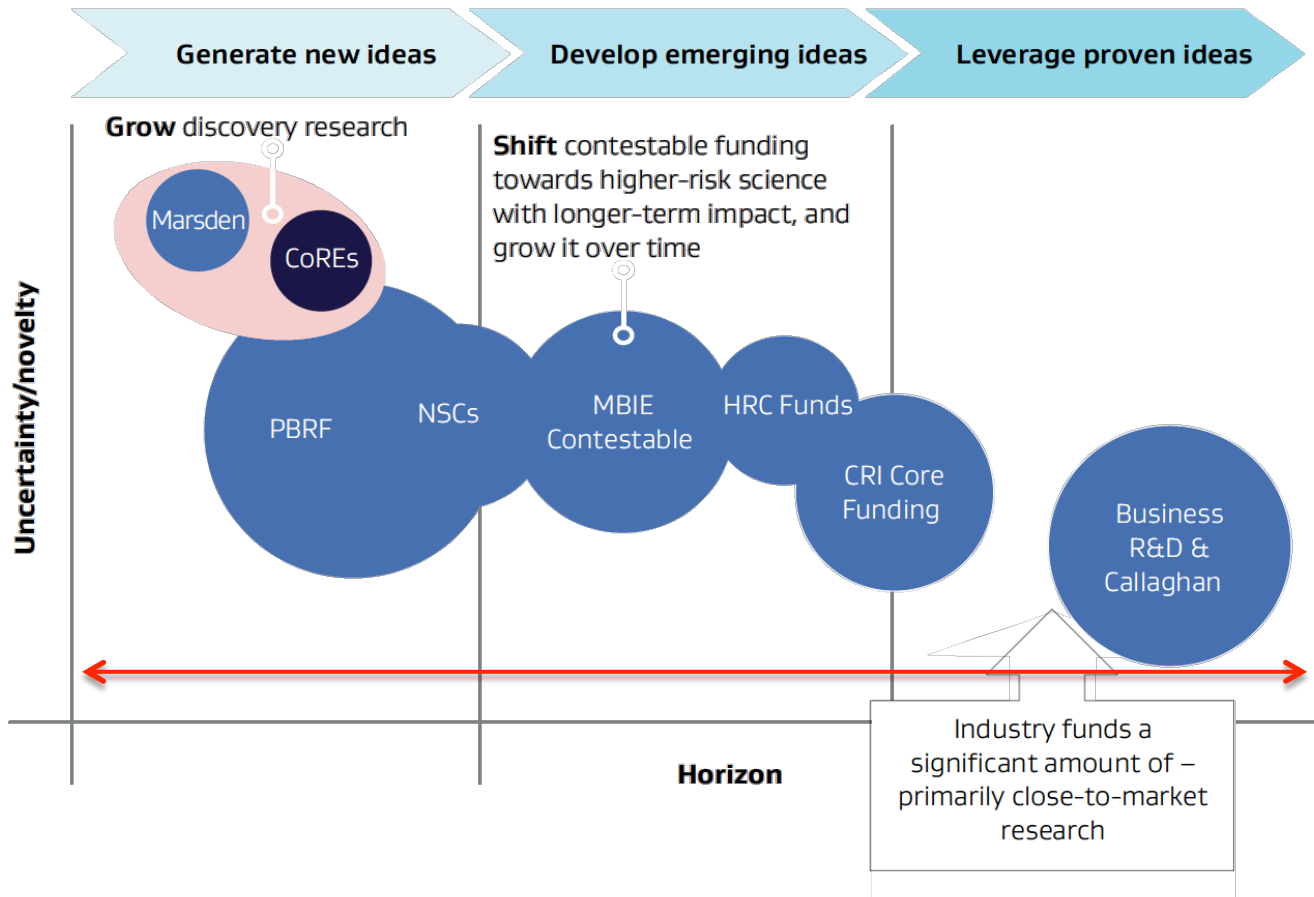 Generate new ideas
Develop emerging ideas
Leverage proven ideas
Grow discovery research
Shift contestable funding
towards higher-risk science
with longer-term impact, and
grow it over time
Marsden
CoREs
PBRF
NSCs
MBIE
Contestable
HRC Funds
CRI Core
Funding
Business
R&D &
Callaghan
Uncertainty/novelty
Horizon
Industry funds a
significant amount of –
primarily close-to-market
research